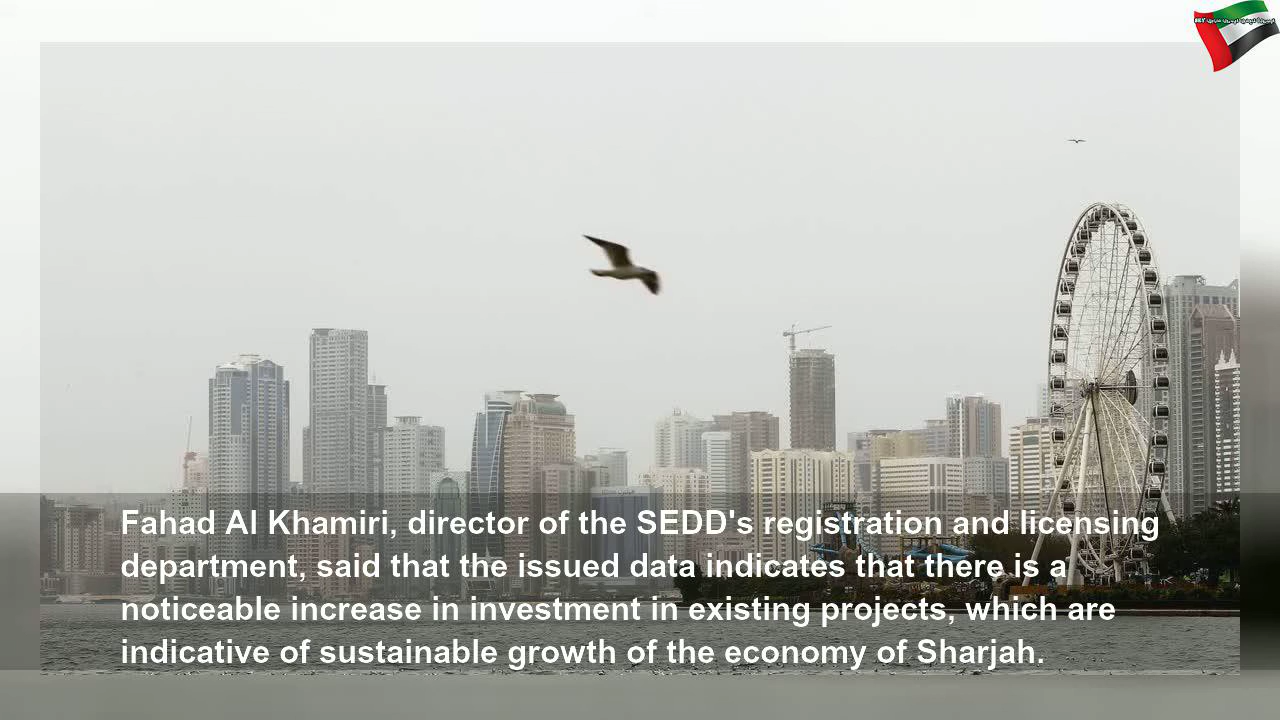 Fahad Al Khamiri, director of the SEDD's registration and licensing
department, said that the issued data indicates that there is a
noticeable increase in investment in existing projects, which are
indicative of sustainable growth of the economy of Sharjah.